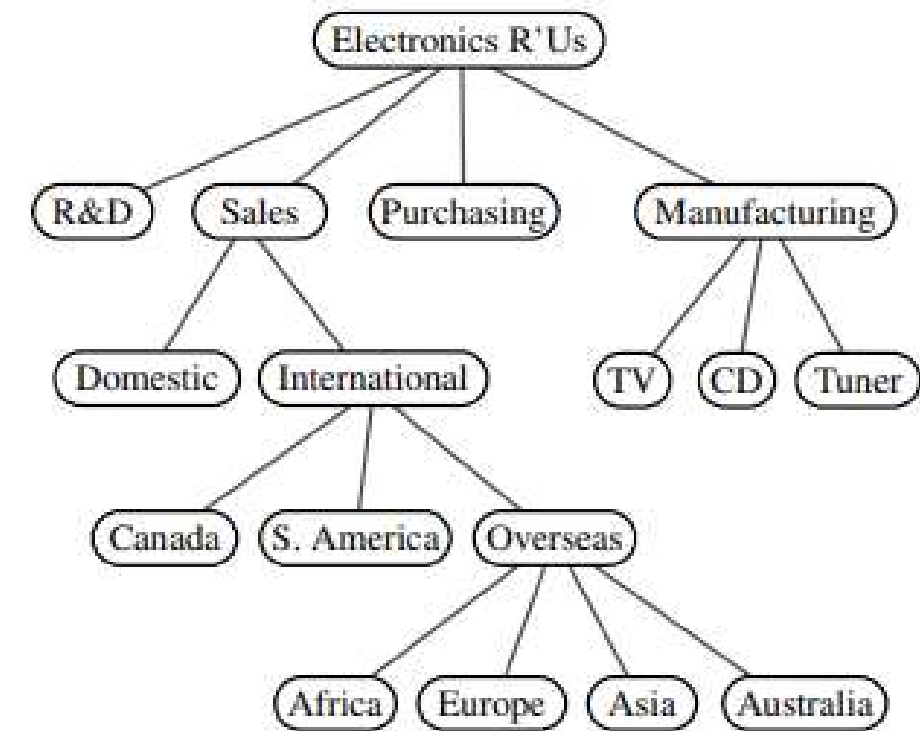 Electronics R'Us
R&D Sales Purchasing Manufacturing
Domestic International TV CD Tuner
Canada S. America Overseas
Africa Europe Asia Australia